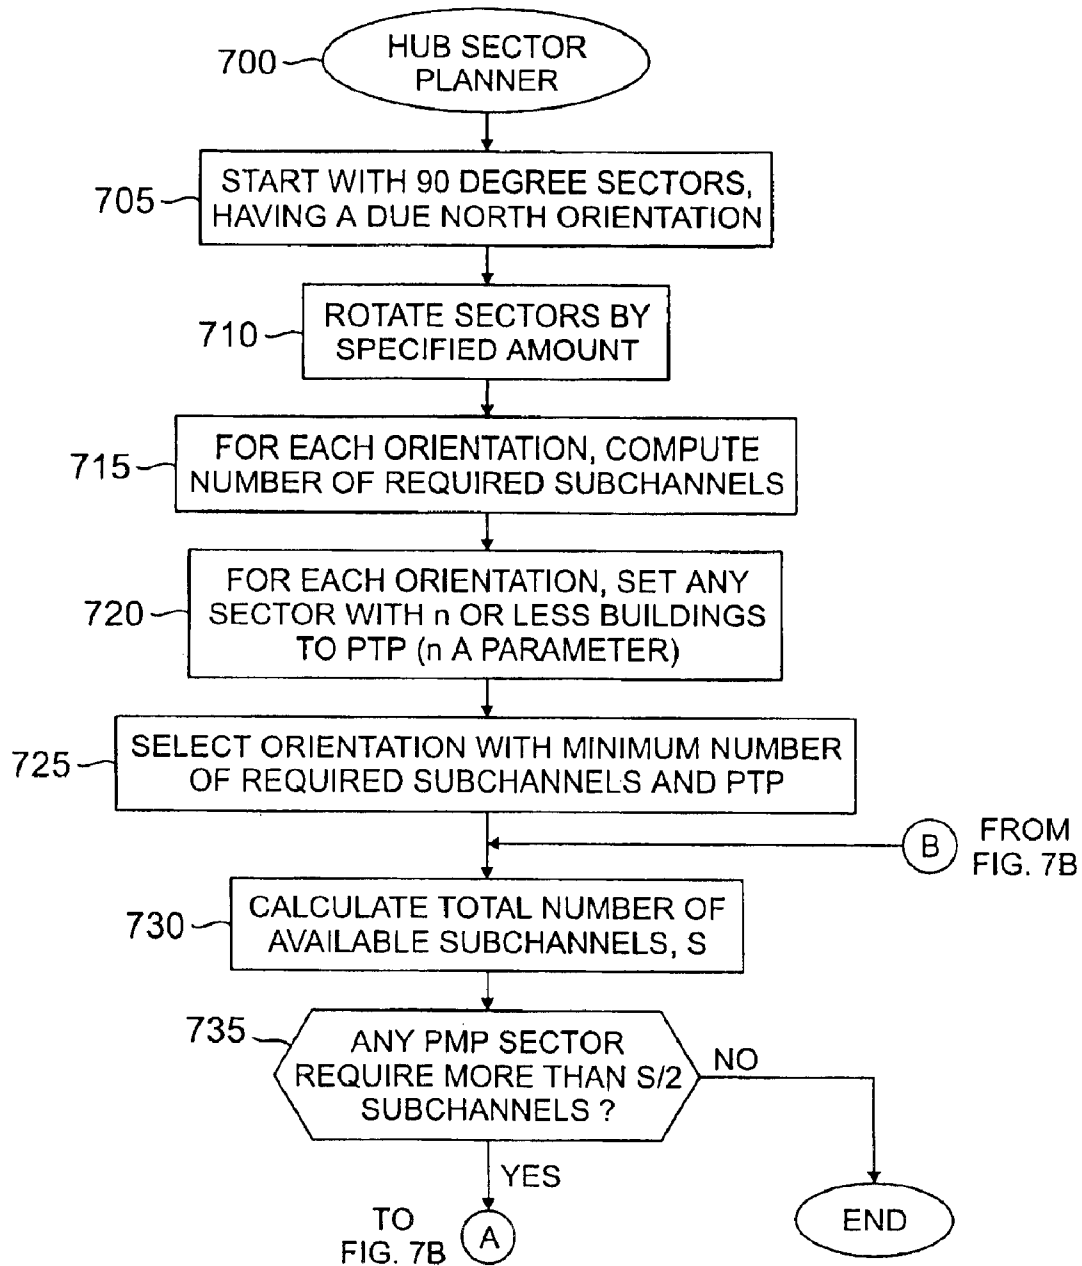 700
HUB SECTOR
PLANNER
705
START WITH 90 DEGREE SECTORS,
HAVING A DUE NORTH ORIENTATION
710
ROTATE SECTORS BY
SPECIFIED AMOUNT
715
FOR EACH ORIENTATION, COMPUTE
NUMBER OF REQUIRED SUBCHANNELS
720
FOR EACH ORIENTATION, SET ANY
SECTOR WITH n OR LESS BUILDINGS
TO PTP (n A PARAMETER)
725
SELECT ORIENTATION WITH MINIMUM NUMBER
OF REQUIRED SUBCHANNELS AND PTP
B
FROM
FIG. 7B
730
CALCULATE TOTAL NUMBER OF
AVAILABLE SUBCHANNELS, S
735
ANY PMP SECTOR
REQUIRE MORE THAN S/2
SUBCHANNELS ?
NO
YES
TO
FIG. 7B
A
END